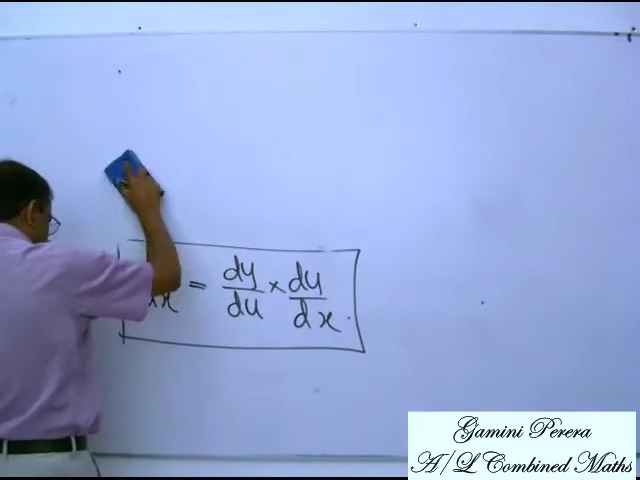 dx = dy/du × du/dx.
Gamini Perera
A/L Combined Maths